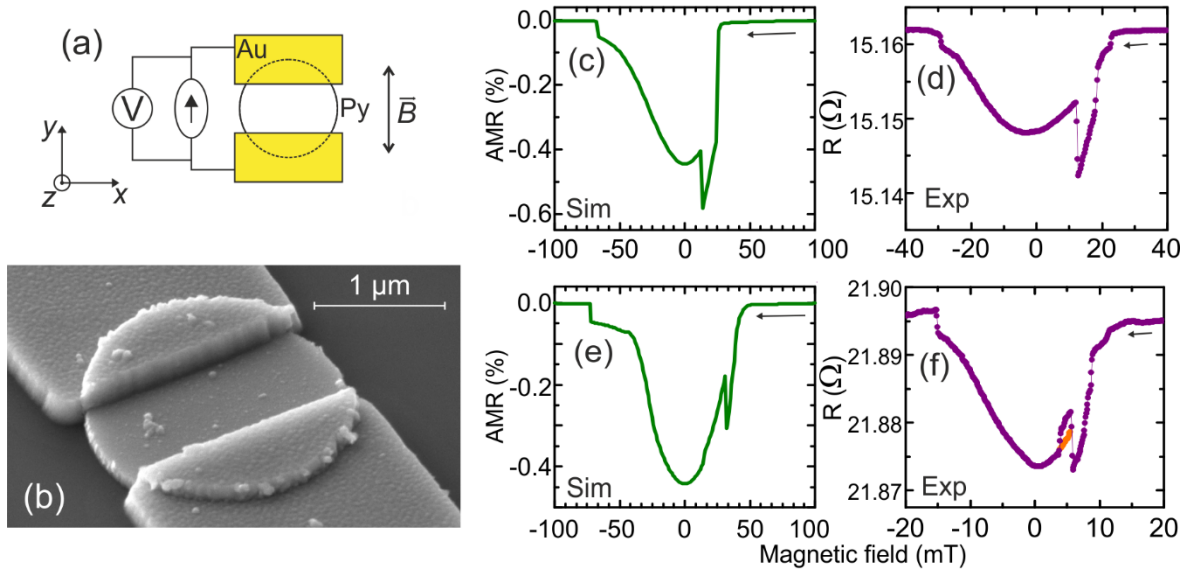 (a)
Au
V
Py
B
y
z
x
(b)
1 µm
AMR (%)
0.0
-0.2
-0.4
-0.6
(c)
Sim
-100 -50 0 50 100
R (Ω)
15.16
15.15
15.14
(d)
Exp
-40 -20 0 20 40
AMR (%)
0.0
-0.2
-0.4
(e)
Sim
-100 -50 0 50 100
R (Ω)
21.90
21.89
21.88
21.87
(f)
Exp
-20 -10 0 10 20
Magnetic field (mT)